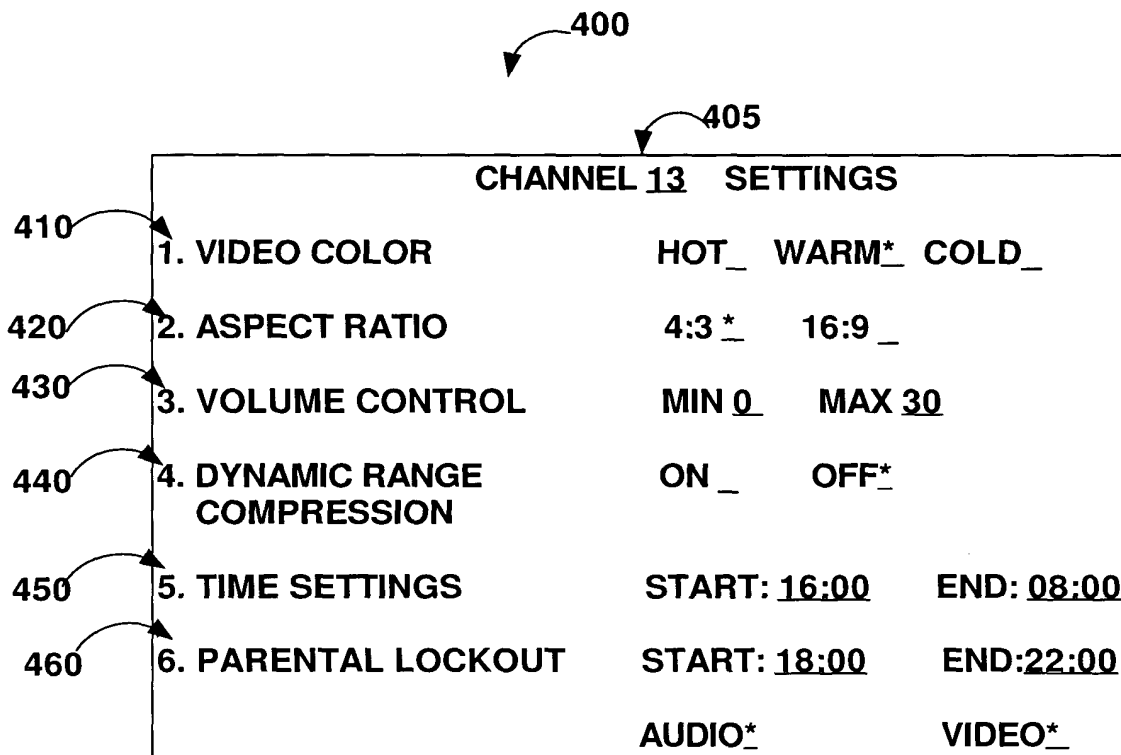 400
405
CHANNEL 13 SETTINGS
410
1. VIDEO COLOR HOT_ WARM* COLD_
420
2. ASPECT RATIO 4:3 * 16:9 _
430
3. VOLUME CONTROL MIN 0 MAX 30
440
4. DYNAMIC RANGE ON _ OFF*
COMPRESSION
450
5. TIME SETTINGS START: 16:00 END: 08:00
460
6. PARENTAL LOCKOUT START: 18:00 END:22:00
AUDIO* VIDEO*